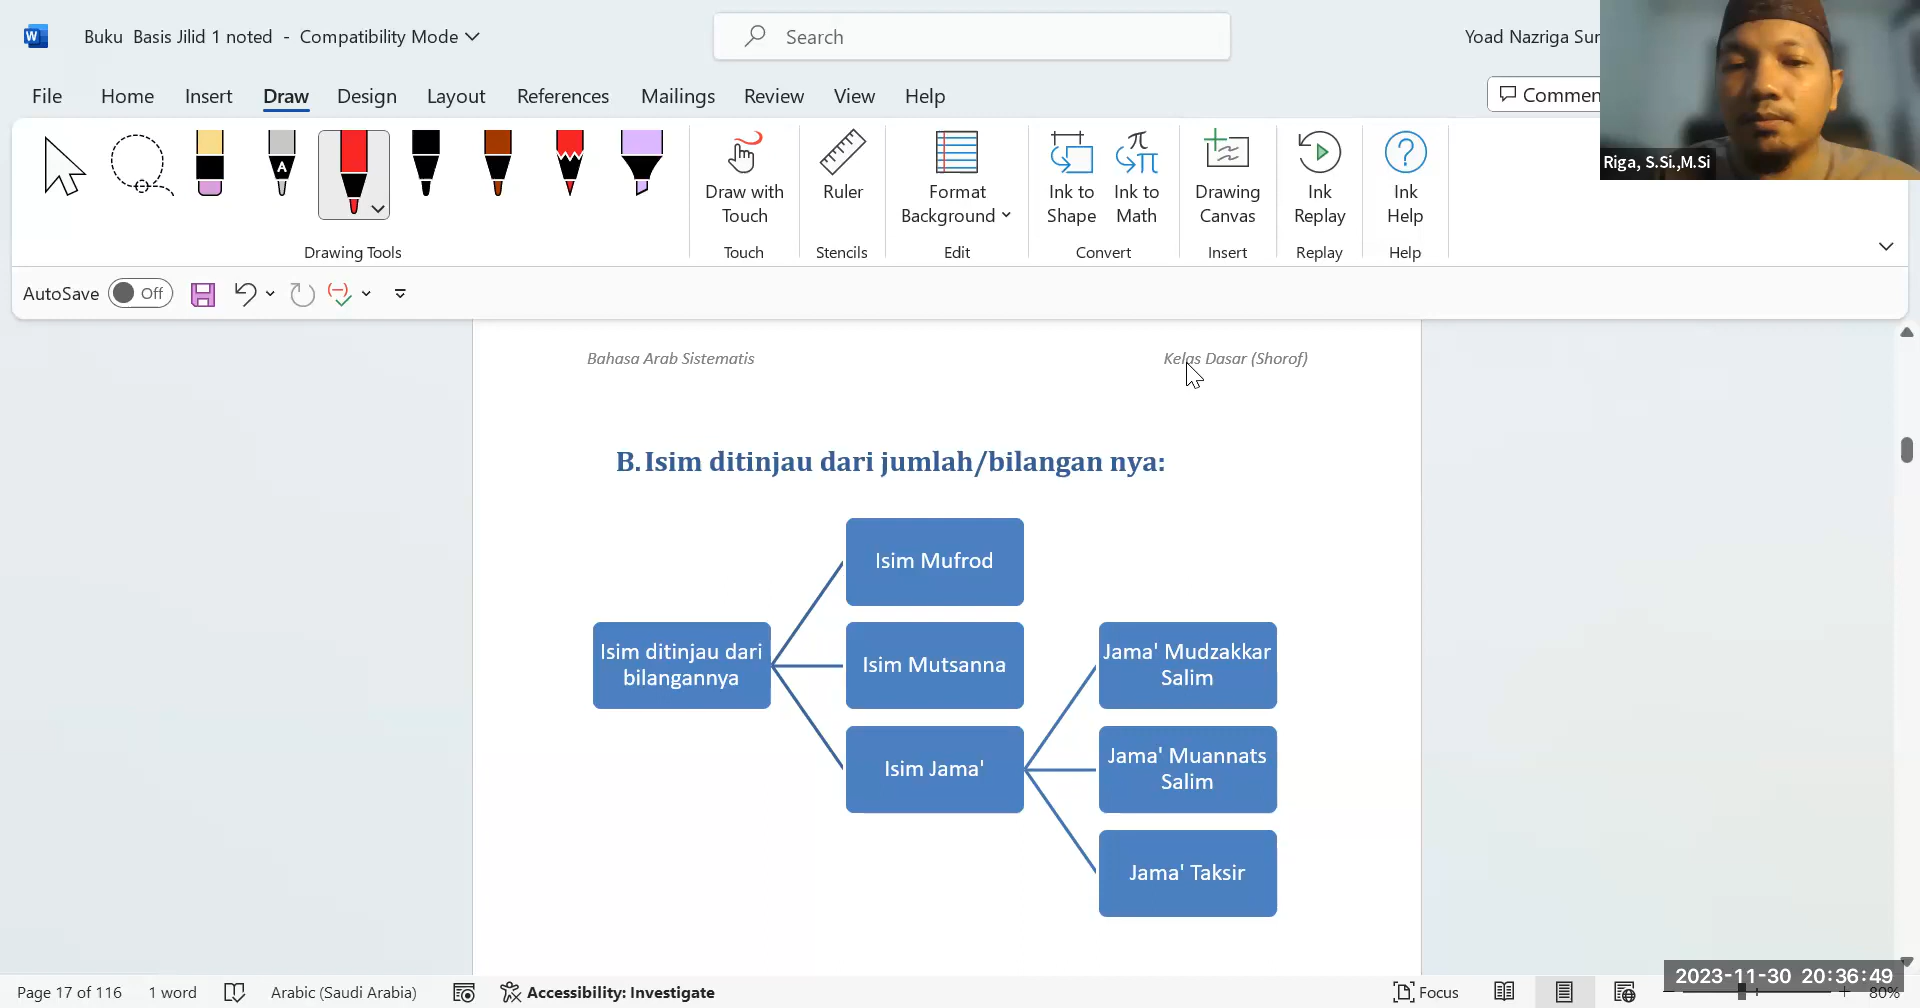 Buku Basis Jilid 1 noted - Compatibility Mode
Search
Yoad Nazriga Sur
File Home Insert Draw Design Layout References Mailings Review View Help
Commen
Riga, S.Si.,M.Si
A
Draw with Touch
Ruler
Format Background
Ink to Shape
Ink to Math
Drawing Canvas
Ink Replay
Ink Help
Drawing Tools
Touch
Stencils
Edit
Convert
Insert
Replay
Help
AutoSave Off
Bahasa Arab Sistematis
Kelas Dasar (Shorof)
B. Isim ditinjau dari jumlah/bilangan nya:
Isim ditinjau dari
bilangannya
Isim Mufrod
Isim Mutsanna
Isim Jama'
Jama' Mudzakkar
Salim
Jama' Muannats
Salim
Jama' Taksir
2023-11-30 20:36:49
Page 17 of 116 1 word Arabic (Saudi Arabia) Accessibility: Investigate Focus 80%